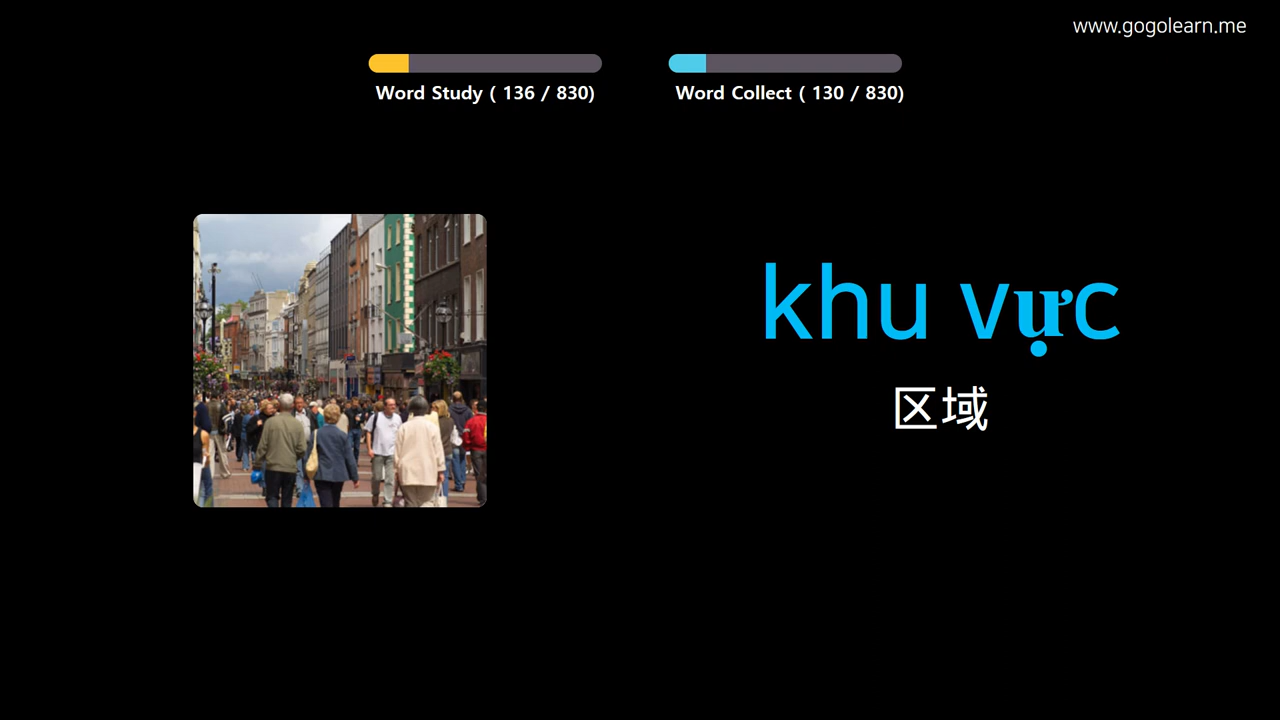 www.gogolearn.me
Word Study ( 136 / 830)
Word Collect ( 130 / 830)
khu vực
区域